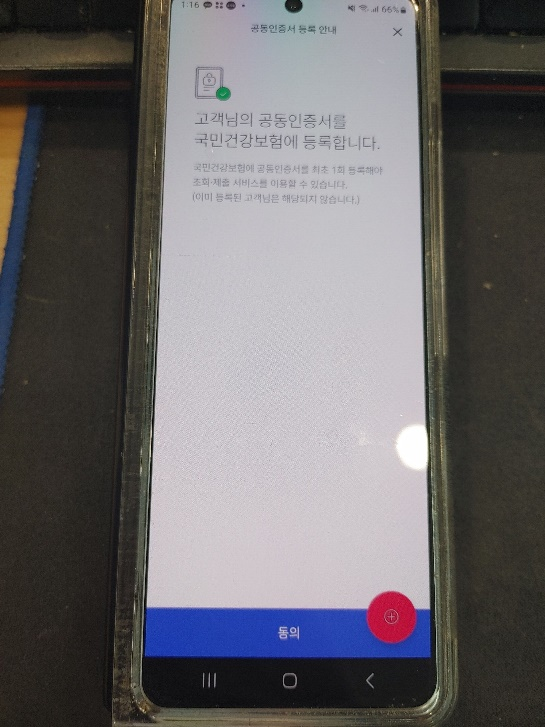 1:16
66%
공동인증서 등록 안내
고객님의 공동인증서를
국민건강보험에 등록합니다.
국민건강보험에 공동인증서를 최초 1회 등록해야
조회·제출 서비스를 이용할 수 있습니다.
(이미 등록된 고객님은 해당되지 않습니다.)
동의